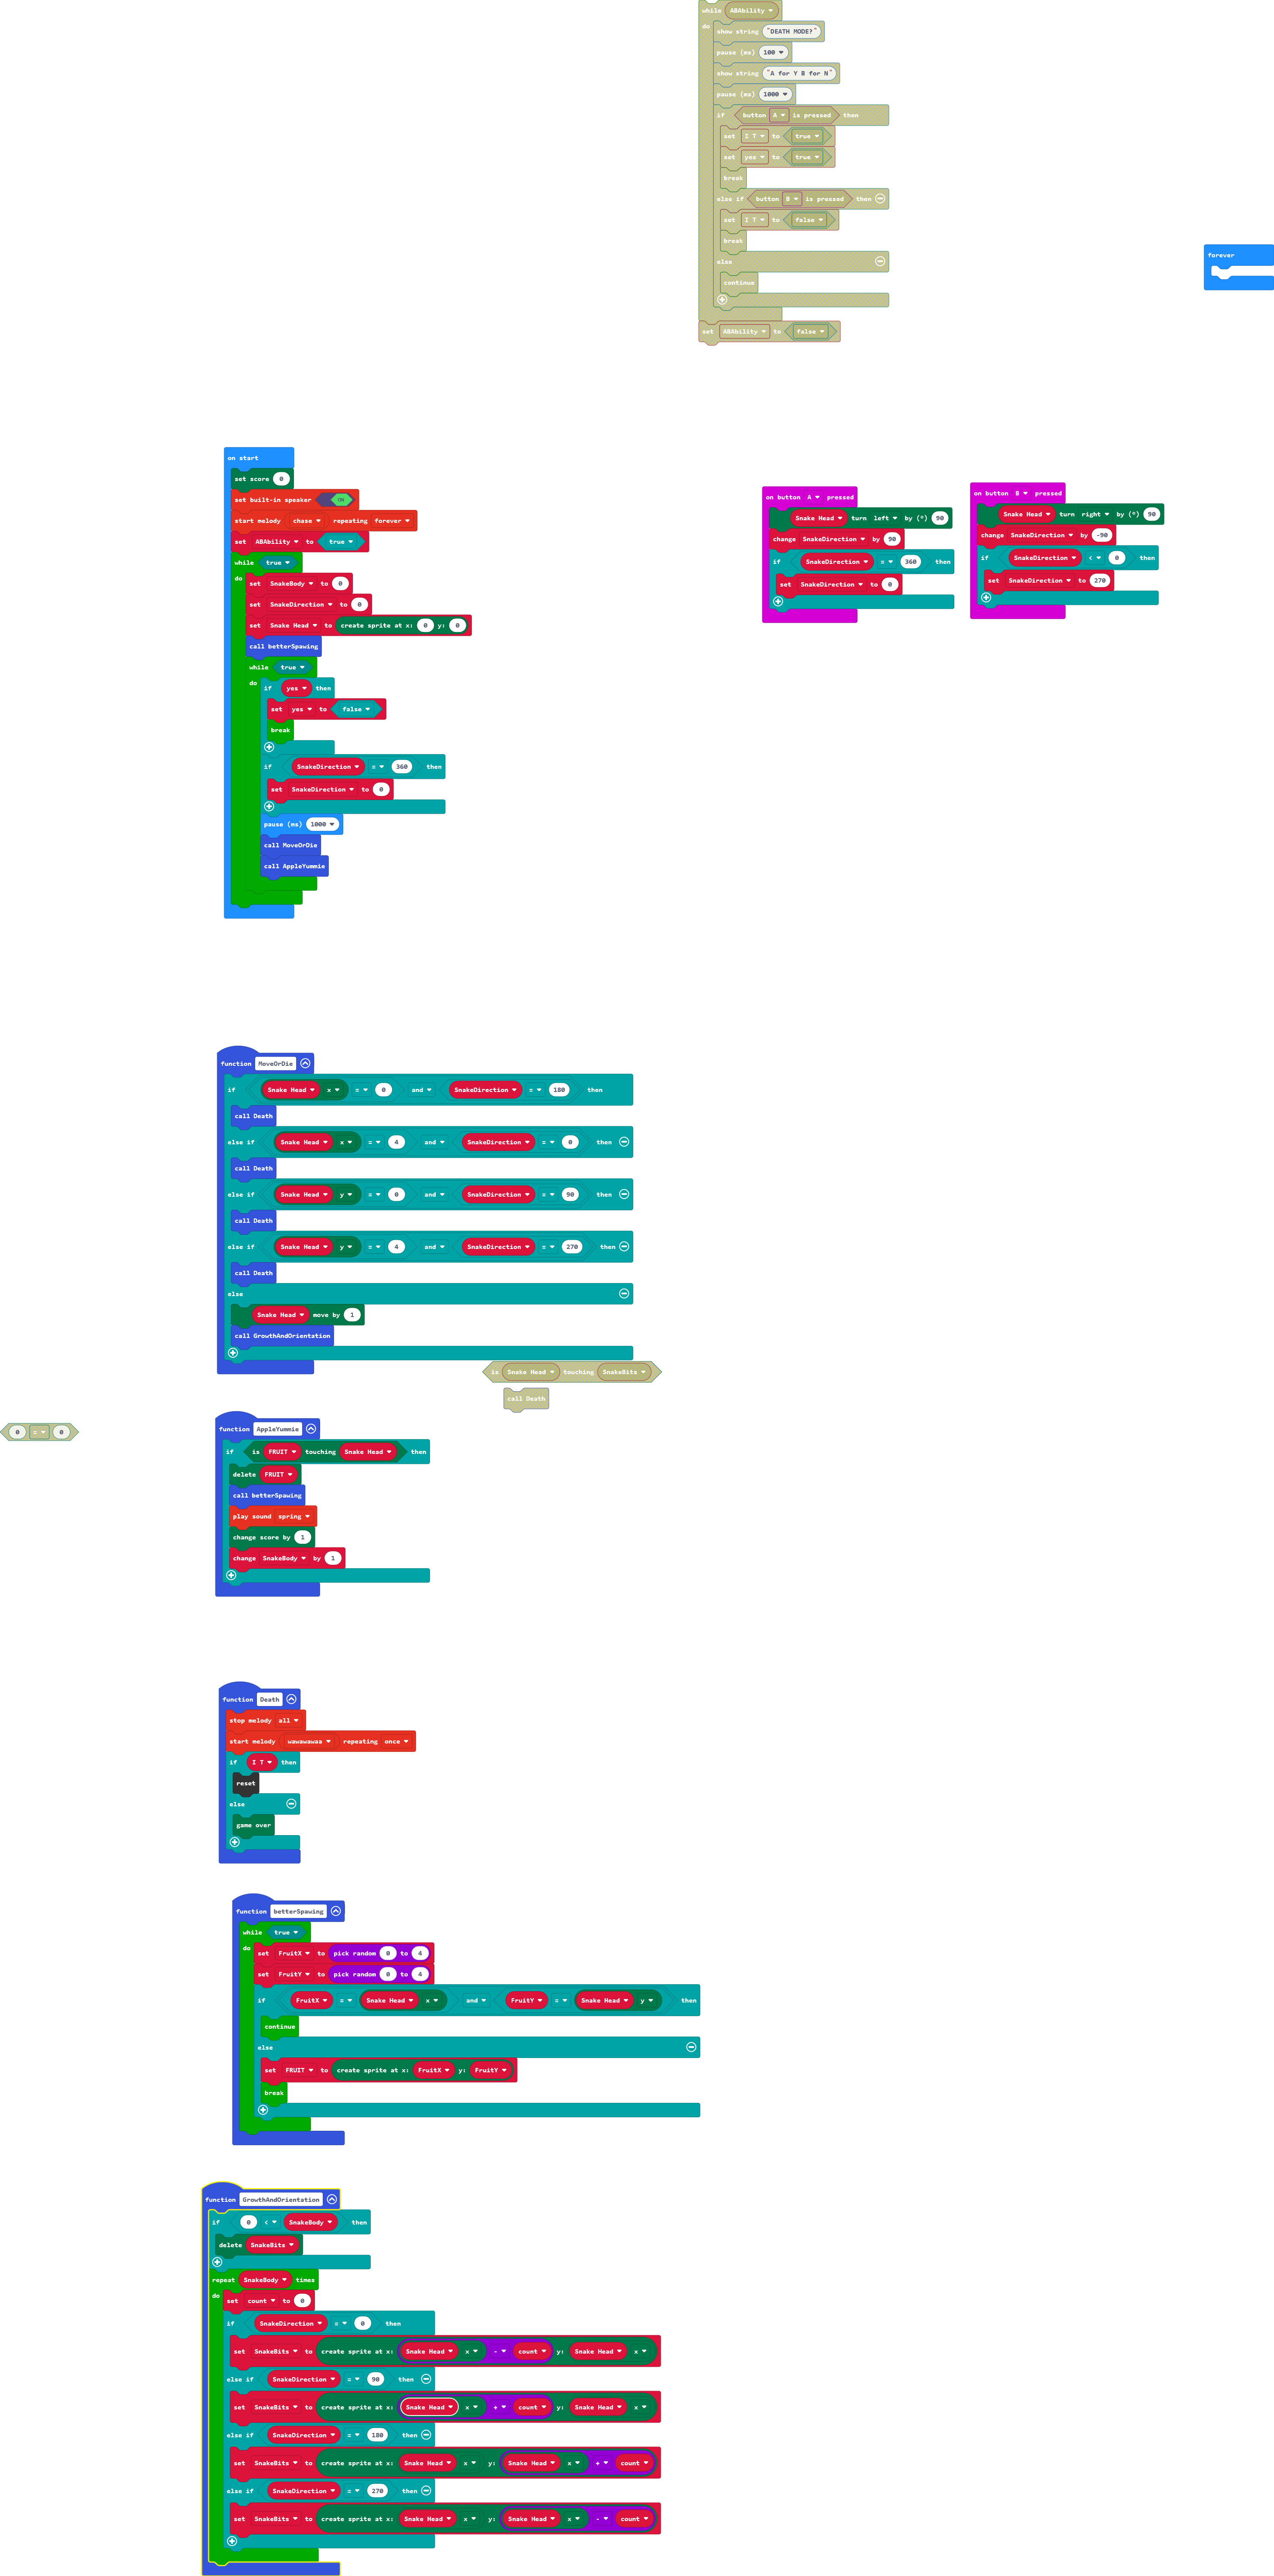 while ABAbility
do
show string "DEATH MODE?"
pause (ms) 100
show string "A for Y B for N"
pause (ms) 1000
if button A is pressed then
set I T to true
set yes to true
break
else if button B is pressed then
set I T to false
break
else
continue
set ABAbility to false
forever
on start
set score 0
set built-in speaker ON
start melody chase repeating forever
set ABAbility to true
while true
do
set SnakeBody to 0
set SnakeDirection to 0
set Snake Head to create sprite at x: 0 y: 0
call betterSpawing
while true
do
if yes then
set yes to false
break
if SnakeDirection = 360 then
set SnakeDirection to 0
pause (ms) 1000
call MoveOrDie
call AppleYummie
on button A pressed
Snake Head turn left by (°) 90
change SnakeDirection by 90
if SnakeDirection = 360 then
set SnakeDirection to 0
on button B pressed
Snake Head turn right by (°) 90
change SnakeDirection by -90
if SnakeDirection < 0 then
set SnakeDirection to 270
function MoveOrDie
if Snake Head x = 0 and SnakeDirection = 180 then
call Death
else if Snake Head x = 4 and SnakeDirection = 0 then
call Death
else if Snake Head y = 0 and SnakeDirection = 90 then
call Death
else if Snake Head y = 4 and SnakeDirection = 270 then
call Death
else
Snake Head move by 1
call GrowthAndOrientation
is Snake Head touching SnakeBits
call Death
0 = 0
function AppleYummie
if is FRUIT touching Snake Head then
delete FRUIT
call betterSpawing
play sound spring
change score by 1
change SnakeBody by 1
function Death
stop melody all
start melody wawawawaa repeating once
if I T then
reset
else
game over
function betterSpawing
while true
do
set FruitX to pick random 0 to 4
set FruitY to pick random 0 to 4
if FruitX = Snake Head x and FruitY = Snake Head y then
continue
else
set FRUIT to create sprite at x: FruitX y: FruitY
break
function GrowthAndOrientation
if 0 < SnakeBody then
delete SnakeBits
repeat SnakeBody times
do
set count to 0
if SnakeDirection = 0 then
set SnakeBits to create sprite at x: Snake Head x - count y: Snake Head x
else if SnakeDirection = 90 then
set SnakeBits to create sprite at x: Snake Head x + count y: Snake Head x
else if SnakeDirection = 180 then
set SnakeBits to create sprite at x: Snake Head x y: Snake Head x + count
else if SnakeDirection = 270 then
set SnakeBits to create sprite at x: Snake Head x y: Snake Head x - count